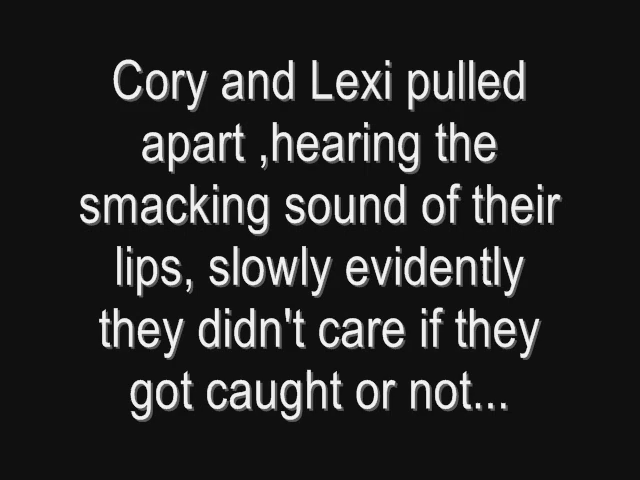 Cory and Lexi pulled
apart ,hearing the
smacking sound of their
lips, slowly evidently
they didn't care if they
got caught or not...